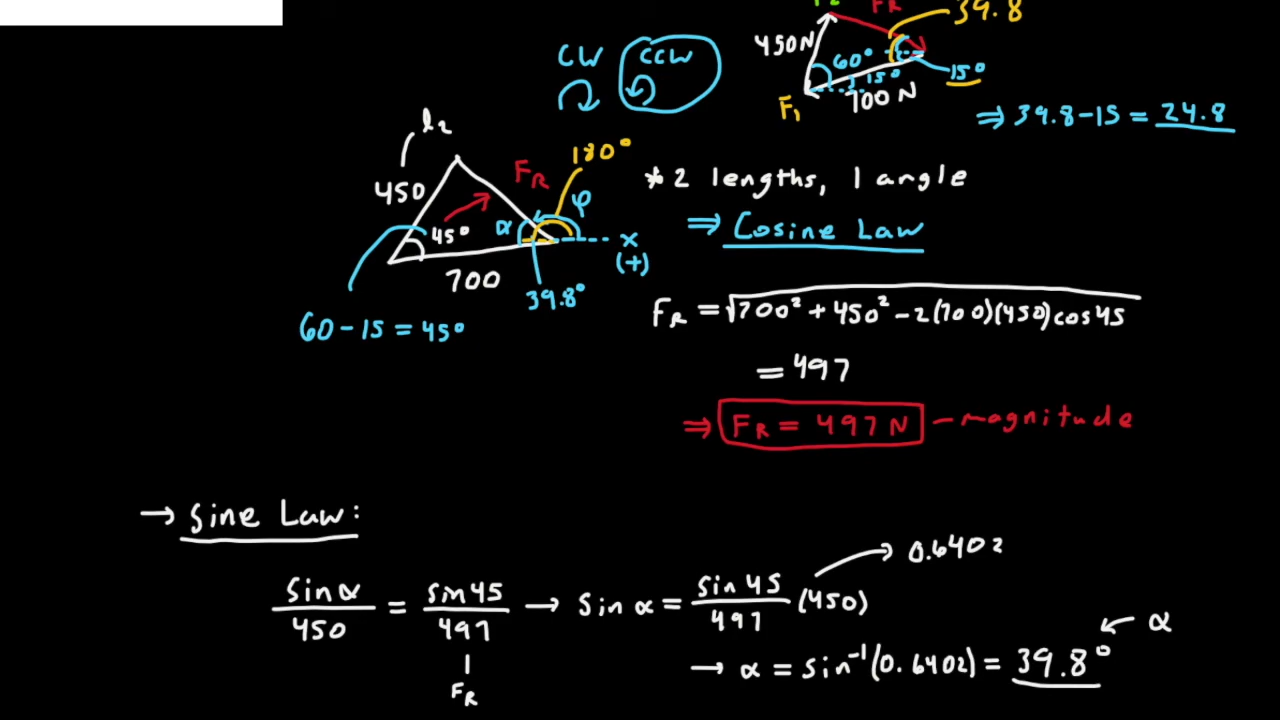 F₂ FR 39.8
450N 60° 15° 15°
F₁ 700 N
⇒ 39.8-15 = 24.8
CW CCW
l₂
450 FR 180°
45° α φ x
(+)
700 39.8°
60-15 = 45°
* 2 lengths, 1 angle
⇒ Cosine Law
FR = √700² + 450² - 2(700)(450)cos45
= 497
⇒ FR = 497 N - magnitude
→ Sine Law:
0.6402
sinα/450 = sin45/497 → sin α = sin45/497 (450)
FR
→ α = sin⁻¹(0.6402) = 39.8° ← α